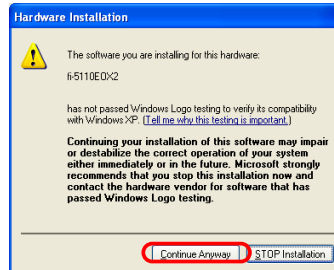 Hardware Installation
The software you are installing for this hardware:
fi-5110EOX2
has not passed Windows Logo testing to verify its compatibility
with Windows XP. (Tell me why this testing is important.)
Continuing your installation of this software may impair
or destabilize the correct operation of your system
either immediately or in the future. Microsoft strongly
recommends that you stop this installation now and
contact the hardware vendor for software that has
passed Windows Logo testing.
Continue Anyway
STOP Installation